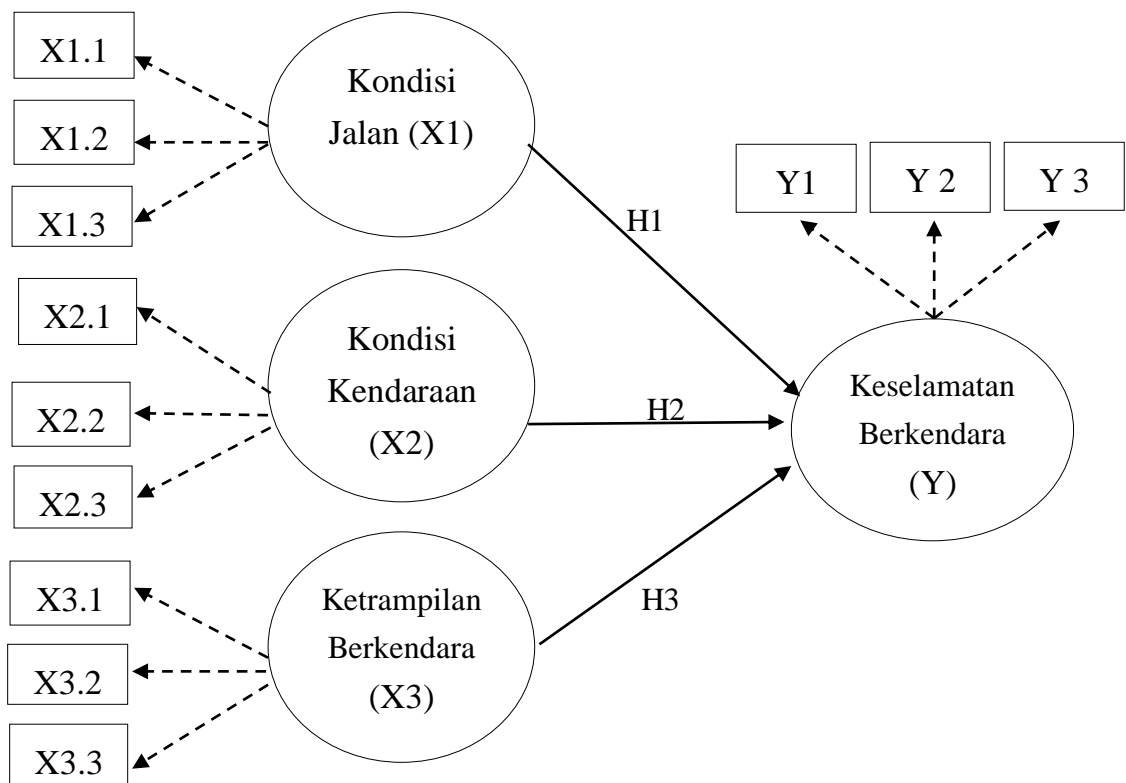 X1.1
X1.2
X1.3
Kondisi
Jalan (X1)
H1
Y1
Y 2
Y 3
X2.1
X2.2
X2.3
Kondisi
Kendaraan
(X2)
H2
Keselamatan
Berkendara
(Y)
X3.1
X3.2
X3.3
Ketrampilan
Berkendara
(X3)
H3